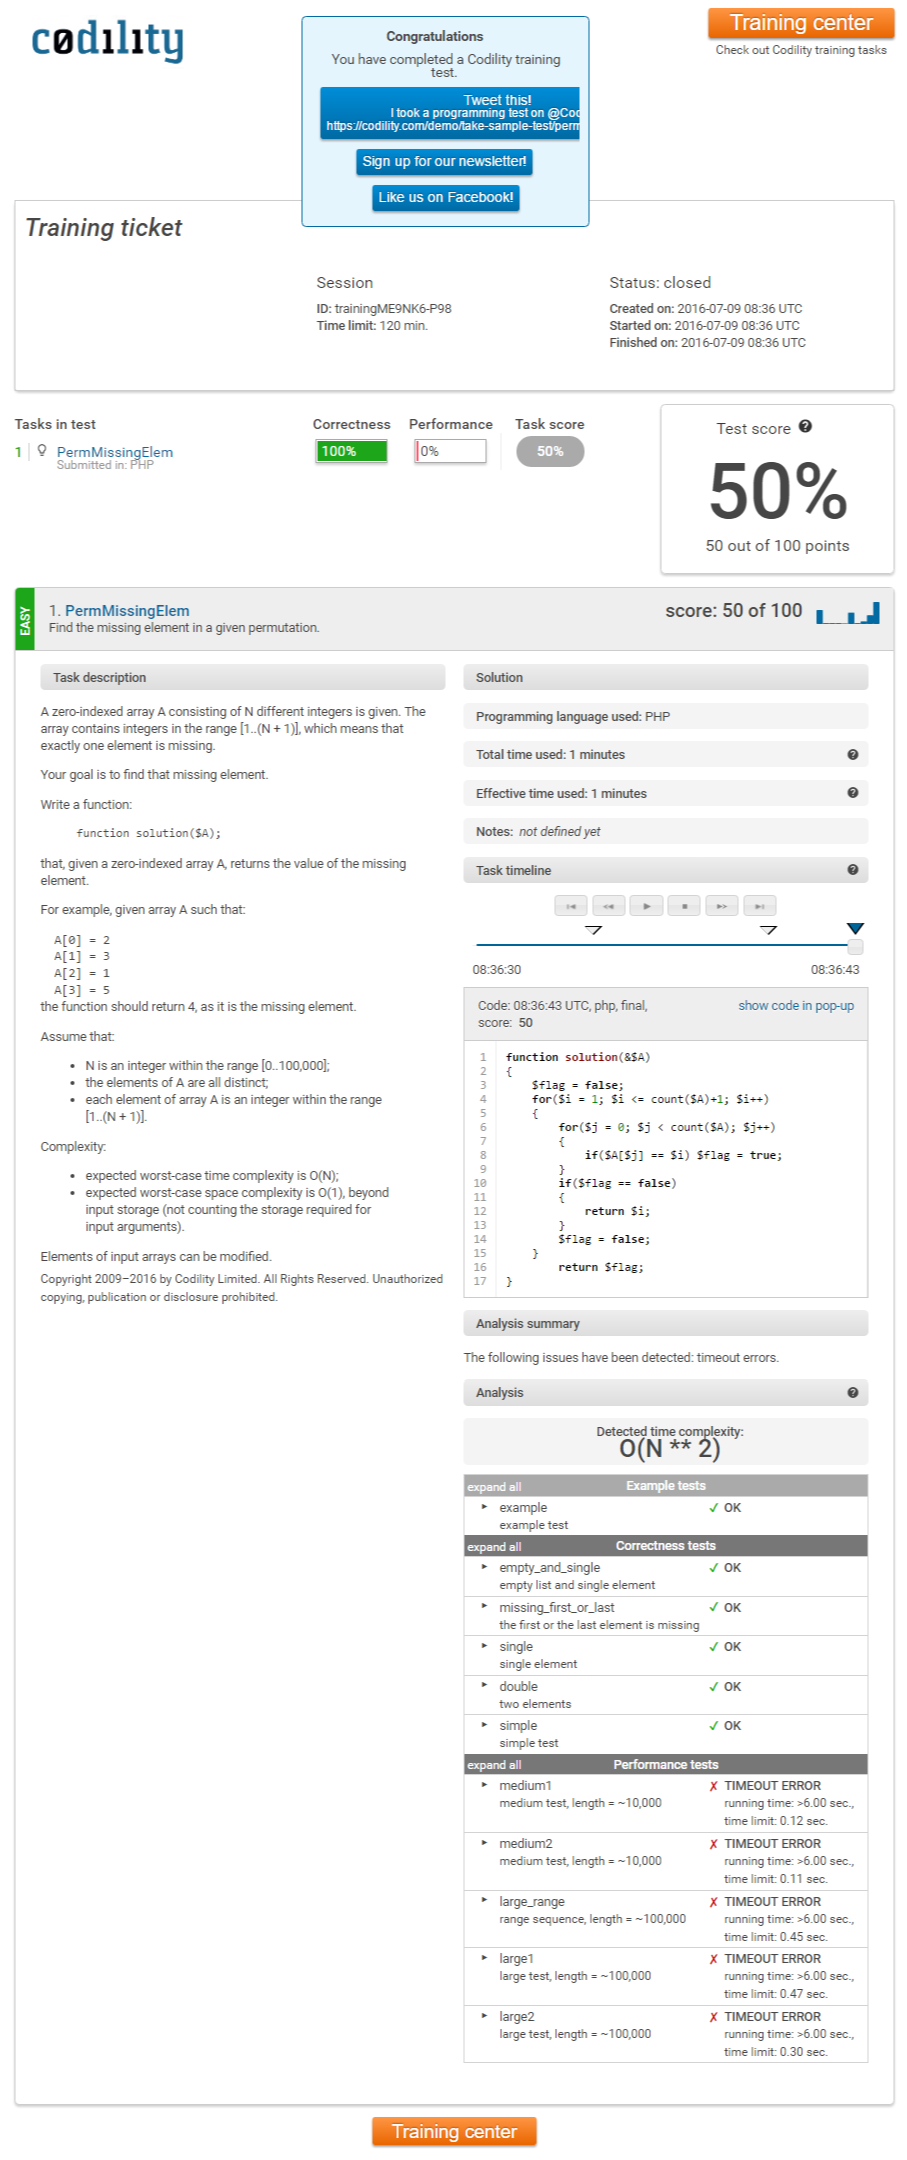 codility
Congratulations
You have completed a Codility training
test.
Tweet this!
I took a programming test on @Coc
https://codility.com/demo/take-sample-test/perm
Sign up for our newsletter!
Like us on Facebook!
Training center
Check out Codility training tasks
Training ticket
Session
ID: trainingME9NK6-P98
Time limit: 120 min.
Status: closed
Created on: 2016-07-09 08:36 UTC
Started on: 2016-07-09 08:36 UTC
Finished on: 2016-07-09 08:36 UTC
Tasks in test
Correctness
Performance
Task score
1
PermMissingElem
Submitted in: PHP
100%
0%
50%
Test score
50%
50 out of 100 points
EASY
1. PermMissingElem
Find the missing element in a given permutation.
score: 50 of 100
Task description
A zero-indexed array A consisting of N different integers is given. The
array contains integers in the range [1..(N + 1)], which means that
exactly one element is missing.
Your goal is to find that missing element.
Write a function:
function solution($A);
that, given a zero-indexed array A, returns the value of the missing
element.
For example, given array A such that:
A[0] = 2
A[1] = 3
A[2] = 1
A[3] = 5
the function should return 4, as it is the missing element.
Assume that:
• N is an integer within the range [0..100,000];
• the elements of A are all distinct;
• each element of array A is an integer within the range
[1..(N + 1)].
Complexity:
• expected worst-case time complexity is O(N);
• expected worst-case space complexity is O(1), beyond
input storage (not counting the storage required for
input arguments).
Elements of input arrays can be modified.
Copyright 2009–2016 by Codility Limited. All Rights Reserved. Unauthorized
copying, publication or disclosure prohibited.
Solution
Programming language used: PHP
Total time used: 1 minutes
Effective time used: 1 minutes
Notes: not defined yet
Task timeline
08:36:30
08:36:43
Code: 08:36:43 UTC, php, final,
score: 50
show code in pop-up
1 function solution(&$A)
2 {
3     $flag = false;
4     for($i = 1; $i <= count($A)+1; $i++)
5     {
6         for($j = 0; $j < count($A); $j++)
7         {
8             if($A[$j] == $i) $flag = true;
9         }
10         if($flag == false)
11         {
12             return $i;
13         }
14         $flag = false;
15     }
16         return $flag;
17 }
Analysis summary
The following issues have been detected: timeout errors.
Analysis
Detected time complexity:
O(N ** 2)
expand all Example tests
example ✓ OK
example test
expand all Correctness tests
empty_and_single ✓ OK
empty list and single element
missing_first_or_last ✓ OK
the first or the last element is missing
single ✓ OK
single element
double ✓ OK
two elements
simple ✓ OK
simple test
expand all Performance tests
medium1 ✗ TIMEOUT ERROR
medium test, length = ~10,000 running time: >6.00 sec.,
time limit: 0.12 sec.
medium2 ✗ TIMEOUT ERROR
medium test, length = ~10,000 running time: >6.00 sec.,
time limit: 0.11 sec.
large_range ✗ TIMEOUT ERROR
range sequence, length = ~100,000 running time: >6.00 sec.,
time limit: 0.45 sec.
large1 ✗ TIMEOUT ERROR
large test, length = ~100,000 running time: >6.00 sec.,
time limit: 0.47 sec.
large2 ✗ TIMEOUT ERROR
large test, length = ~100,000 running time: >6.00 sec.,
time limit: 0.30 sec.
Training center